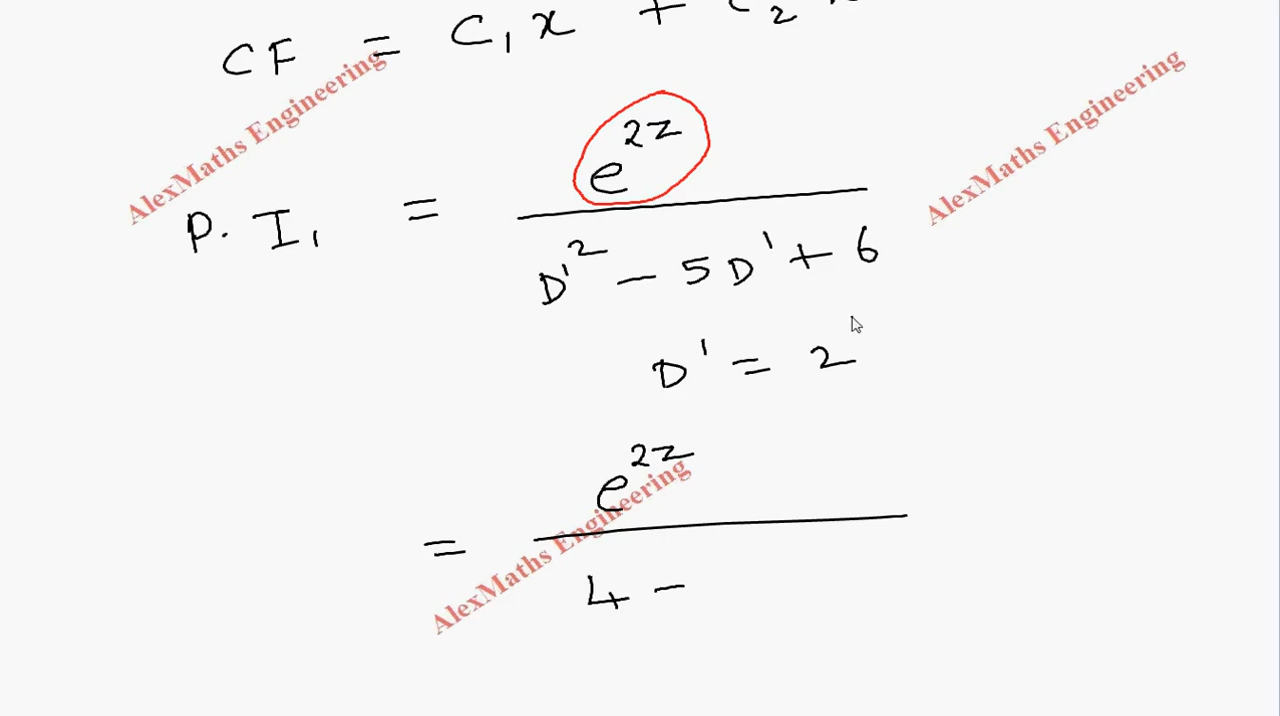 CF = C₁x + C₂
AlexMaths Engineering
AlexMaths Engineering
P. I₁ = e^{2z} / (D'² - 5D' + 6)
D' = 2
= e^{2z} / 4 -
AlexMaths Engineering